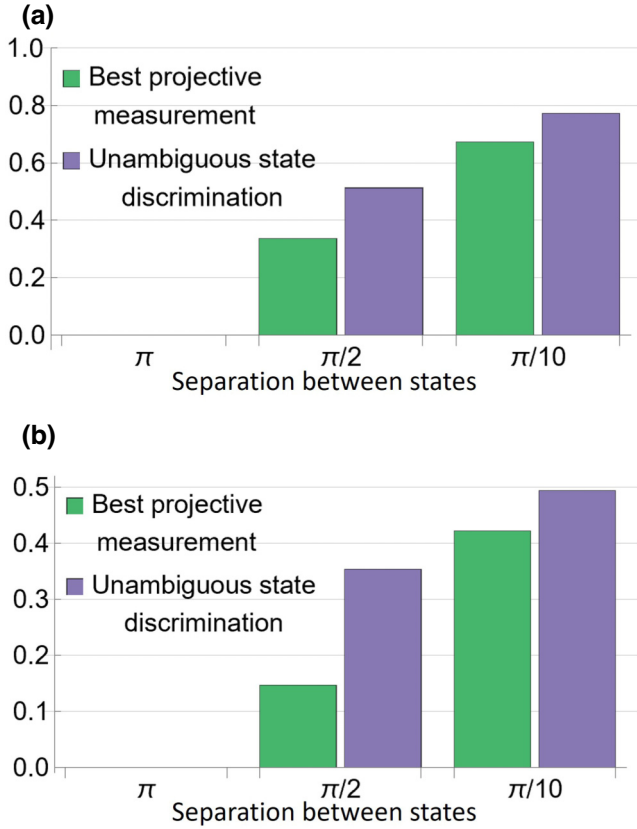 (a)
1.0
Best projective
measurement
0.8
Unambiguous state
discrimination
0.6
0.4
0.2
0.0
π π/2 π/10
Separation between states
(b)
0.5
Best projective
measurement
0.4
Unambiguous state
discrimination
0.3
0.2
0.1
0.0
π π/2 π/10
Separation between states